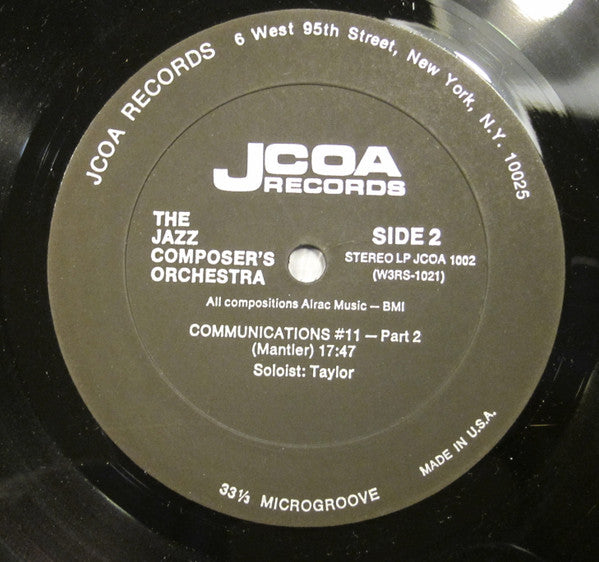 JCOA RECORDS 6 West 95th Street, New York, N.Y. 10025
JCOA
RECORDS
THE
JAZZ
COMPOSER'S
ORCHESTRA
SIDE 2
STEREO LP JCOA 1002
(W3RS-1021)
All compositions Alrac Music — BMI
COMMUNICATIONS #11 — Part 2
(Mantler) 17:47
Soloist: Taylor
MADE IN U.S.A.
33⅓ MICROGROOVE